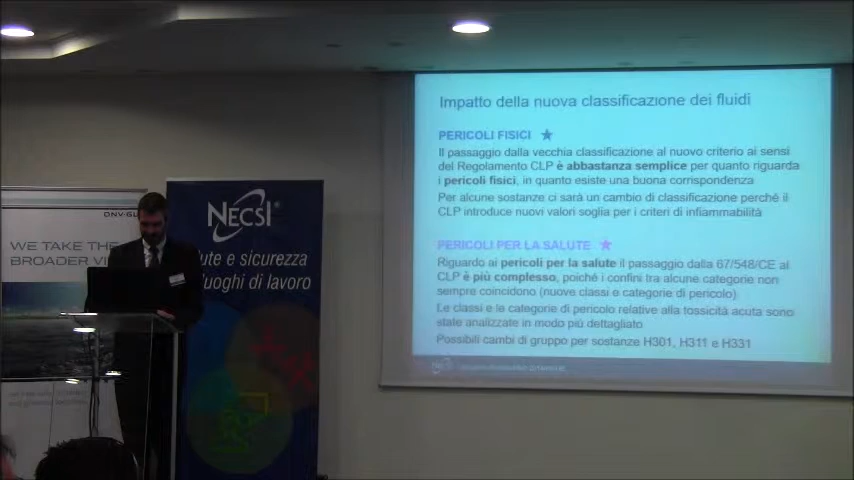 Impatto della nuova classificazione dei fluidi
PERICOLI FISICI
Il passaggio dalla vecchia classificazione al nuovo criterio ai sensi
del Regolamento CLP è abbastanza semplice per quanto riguarda
i pericoli fisici, in quanto esiste una buona corrispondenza
Per alcune sostanze ci sarà un cambio di classificazione perché il
CLP introduce nuovi valori soglia per i criteri di infiammabilità
PERICOLI PER LA SALUTE
Riguardo ai pericoli per la salute il passaggio dalla 67/548/CE al
CLP è più complesso, poiché i confini tra alcune categorie non
sempre coincidono (nuove classi e categorie di pericolo)
Le classi e le categorie di pericolo relative alla tossicità acuta sono
state analizzate in modo più dettagliato
Possibili cambi di gruppo per sostanze H301, H311 e H331
DNV·GL
WE TAKE THE
BROADER VI
NECSI
lute e sicurezza
luoghi di lavoro